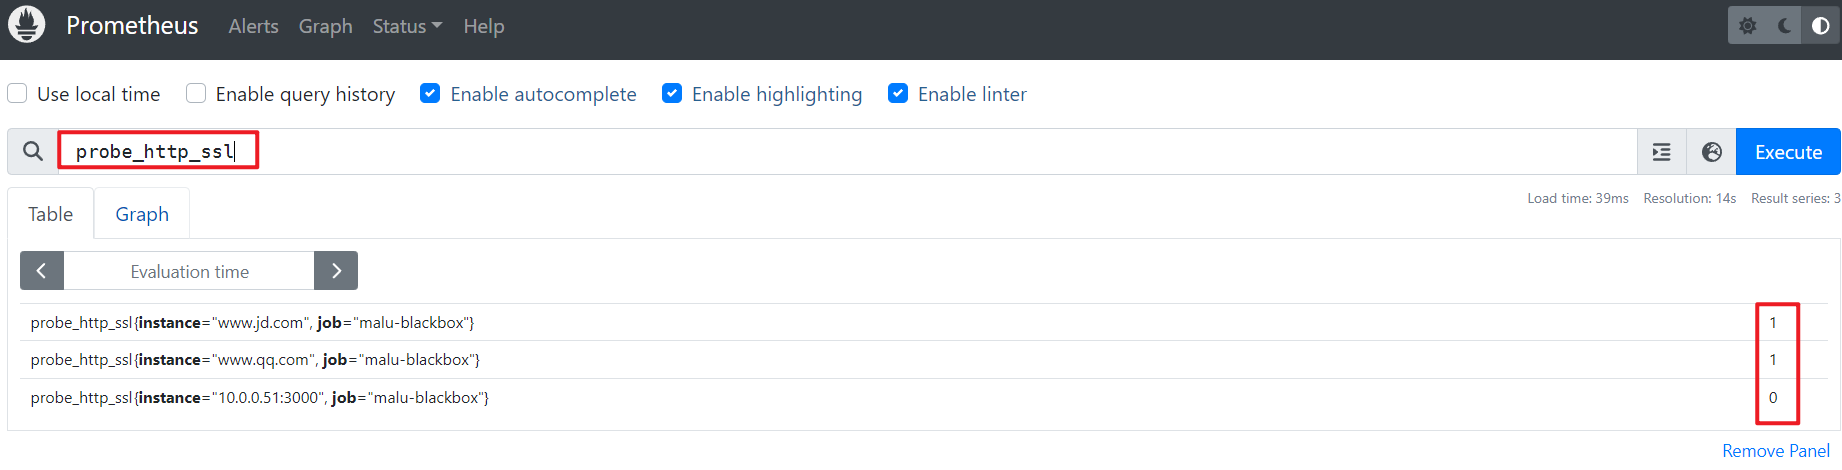 Prometheus Alerts Graph Status Help
Use local time Enable query history Enable autocomplete Enable highlighting Enable linter
probe_http_ssl Execute
Load time: 39ms Resolution: 14s Result series: 3
Table Graph
Evaluation time
probe_http_ssl{instance="www.jd.com", job="malu-blackbox"} 1
probe_http_ssl{instance="www.qq.com", job="malu-blackbox"} 1
probe_http_ssl{instance="10.0.0.51:3000", job="malu-blackbox"} 0
Remove Panel